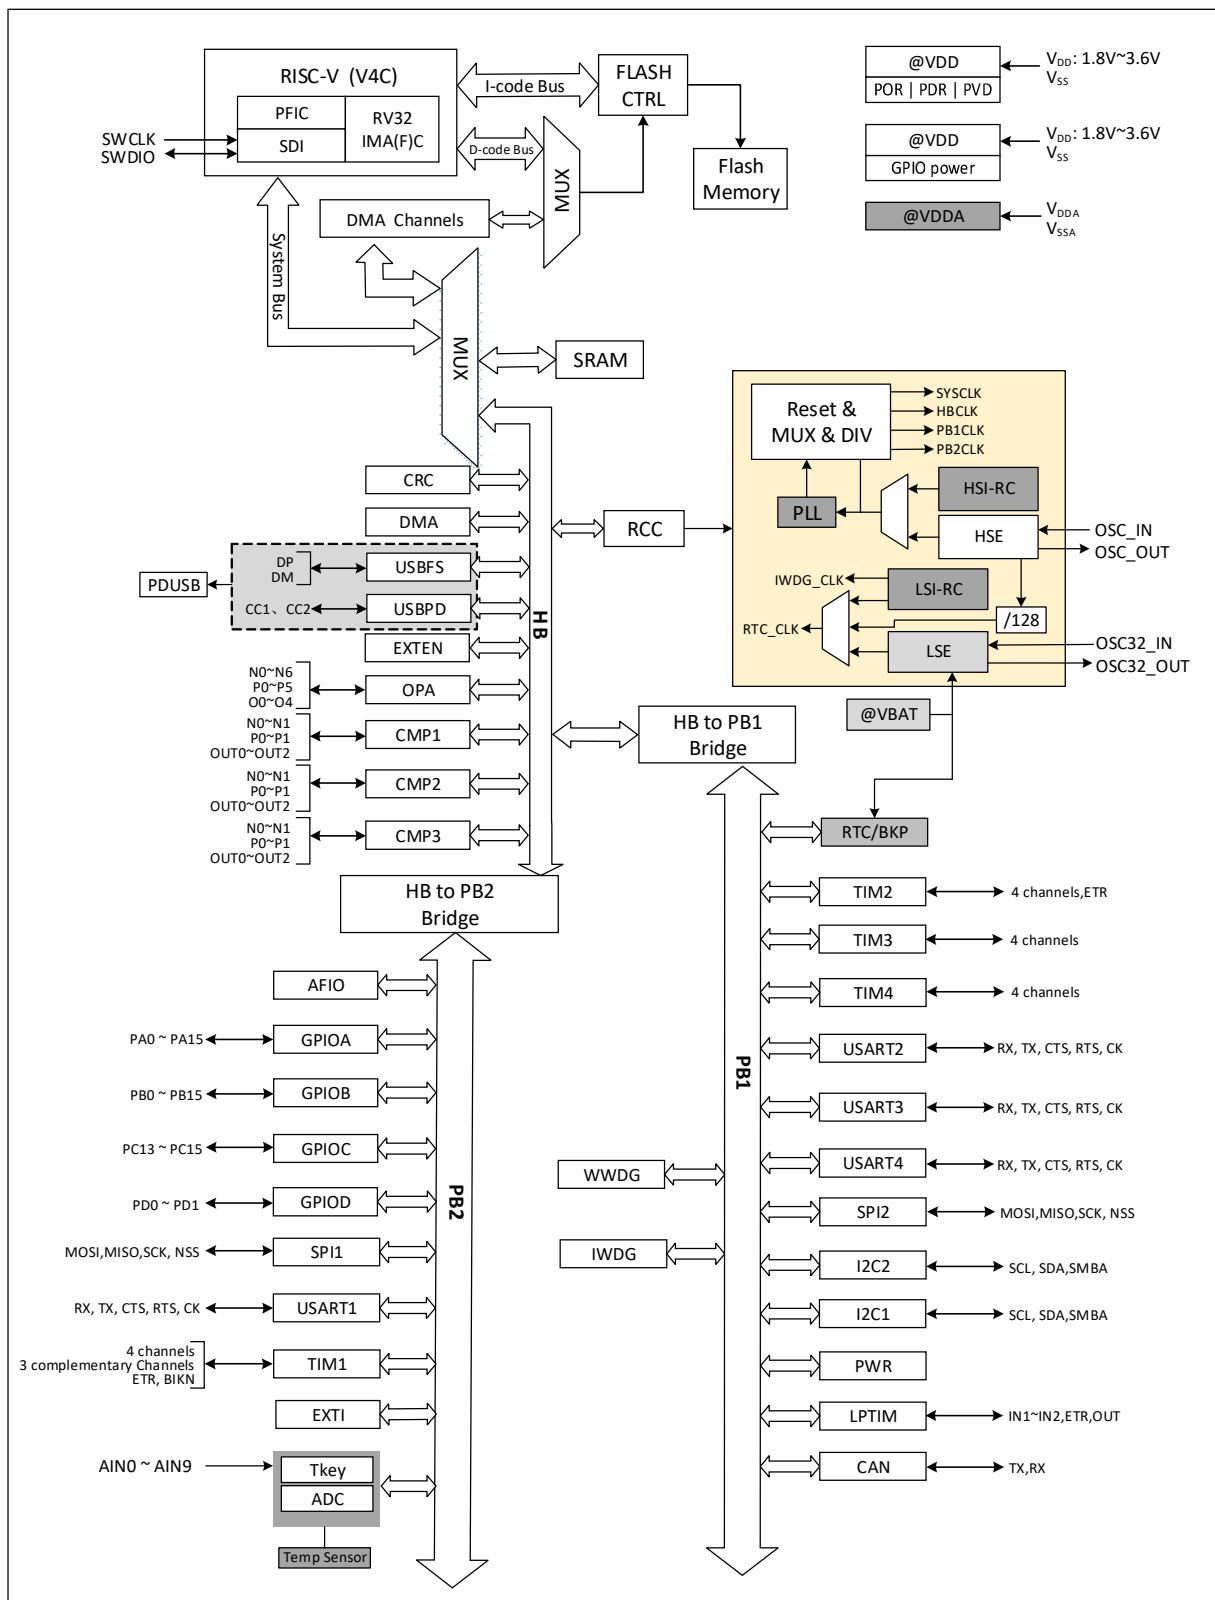 RISC-V (V4C)
PFIC
SDI
RV32
IMA(F)C
SWCLK
SWDIO
I-code Bus
D-code Bus
FLASH
CTRL
Flash
Memory
MUX
DMA Channels
System Bus
MUX
SRAM
@VDD
POR | PDR | PVD
VDD: 1.8V~3.6V
VSS
@VDD
GPIO power
VDD: 1.8V~3.6V
VSS
@VDDA
VDDA
VSSA
Reset &
MUX & DIV
SYSCLK
HBCLK
PB1CLK
PB2CLK
PLL
HSI-RC
HSE
OSC_IN
OSC_OUT
IWDG_CLK
LSI-RC
RTC_CLK
/128
LSE
OSC32_IN
OSC32_OUT
@VBAT
RCC
CRC
DMA
PDUSB
DP
DM
USBFS
CC1、CC2
USBPD
EXTEN
N0~N6
P0~P5
O0~O4
OPA
N0~N1
P0~P1
OUT0~OUT2
CMP1
N0~N1
P0~P1
OUT0~OUT2
CMP2
N0~N1
P0~P1
OUT0~OUT2
CMP3
HB
HB to PB1
Bridge
HB to PB2
Bridge
RTC/BKP
TIM2
4 channels,ETR
TIM3
4 channels
TIM4
4 channels
USART2
RX, TX, CTS, RTS, CK
USART3
RX, TX, CTS, RTS, CK
USART4
RX, TX, CTS, RTS, CK
SPI2
MOSI,MISO,SCK, NSS
I2C2
SCL, SDA,SMBA
I2C1
SCL, SDA,SMBA
PWR
LPTIM
IN1~IN2,ETR,OUT
CAN
TX,RX
PB1
WWDG
IWDG
AFIO
PA0 ~ PA15
GPIOA
PB0 ~ PB15
GPIOB
PC13 ~ PC15
GPIOC
PD0 ~ PD1
GPIOD
MOSI,MISO,SCK, NSS
SPI1
RX, TX, CTS, RTS, CK
USART1
4 channels
3 complementary Channels
ETR, BIKN
TIM1
EXTI
AIN0 ~ AIN9
Tkey
ADC
Temp Sensor
PB2